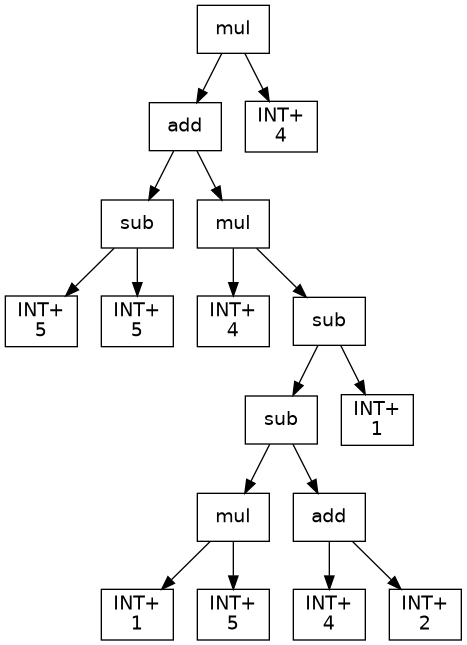 mul
add
INT+
4
sub
mul
INT+
5
INT+
5
INT+
4
sub
sub
INT+
1
mul
add
INT+
1
INT+
5
INT+
4
INT+
2